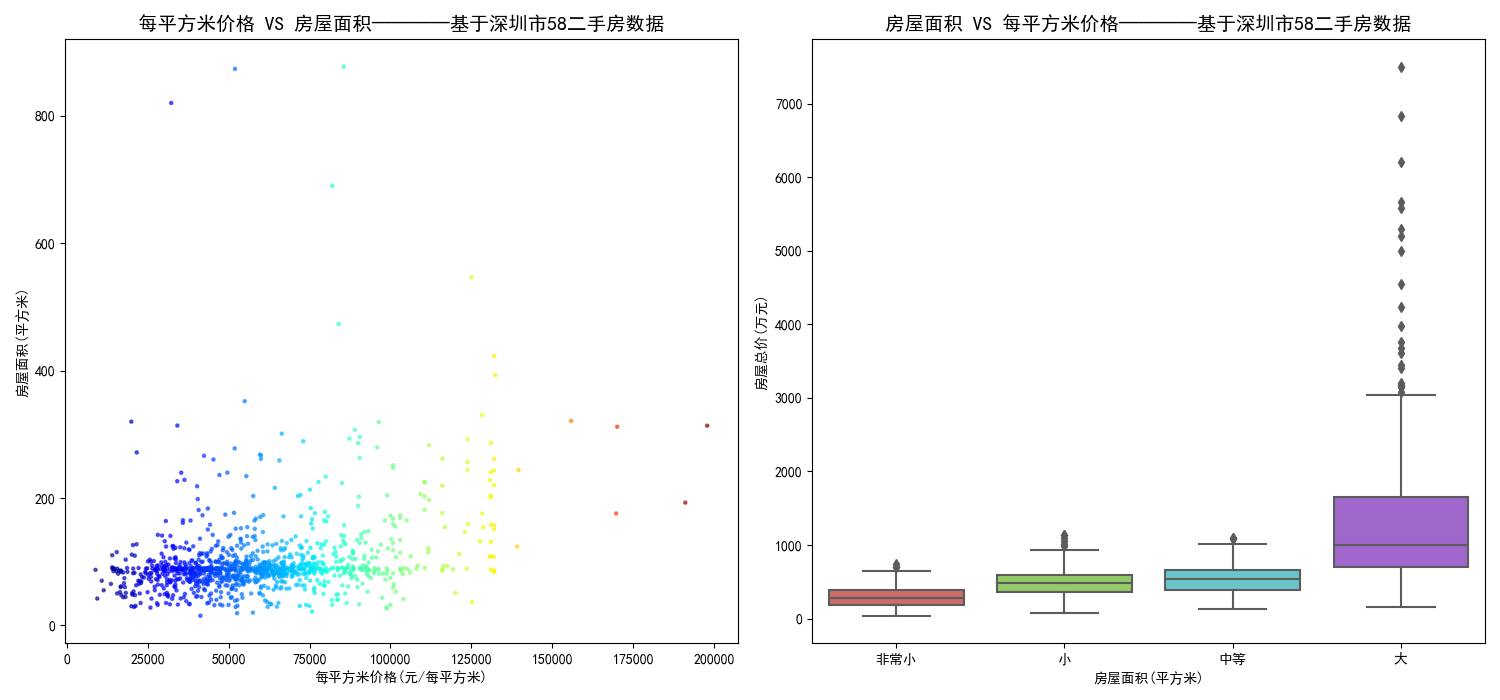 每平方米价格 VS 房屋面积————————基于深圳市58二手房数据
房屋面积(平方米)
800
600
400
200
0
0 25000 50000 75000 100000 125000 150000 175000 200000
每平方米价格(元/每平方米)
房屋面积 VS 每平方米价格————————基于深圳市58二手房数据
房屋总价(万元)
7000
6000
5000
4000
3000
2000
1000
0
非常小 小 中等 大
房屋面积(平方米)